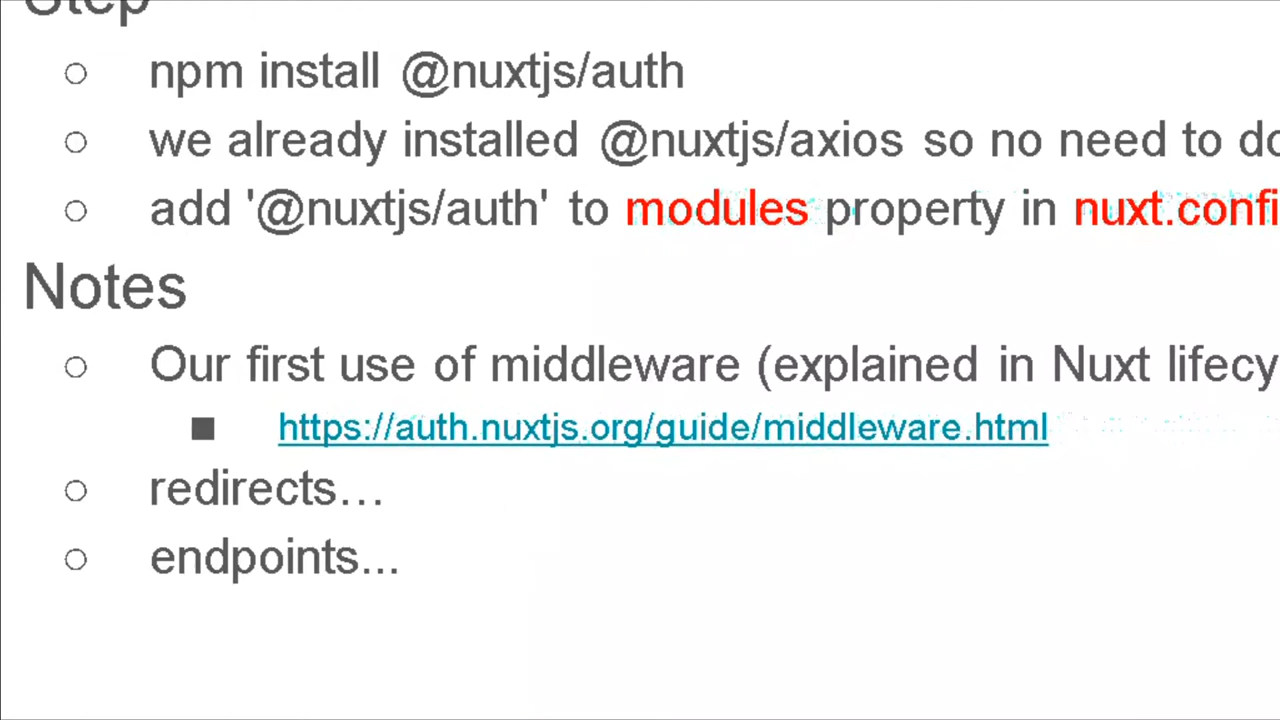 Step
○ npm install @nuxtjs/auth
○ we already installed @nuxtjs/axios so no need to
○ add '@nuxtjs/auth' to modules property in nuxt.confi
Notes
○ Our first use of middleware (explained in Nuxt lifecy
■ https://auth.nuxtjs.org/guide/middleware.html
○ redirects…
○ endpoints...